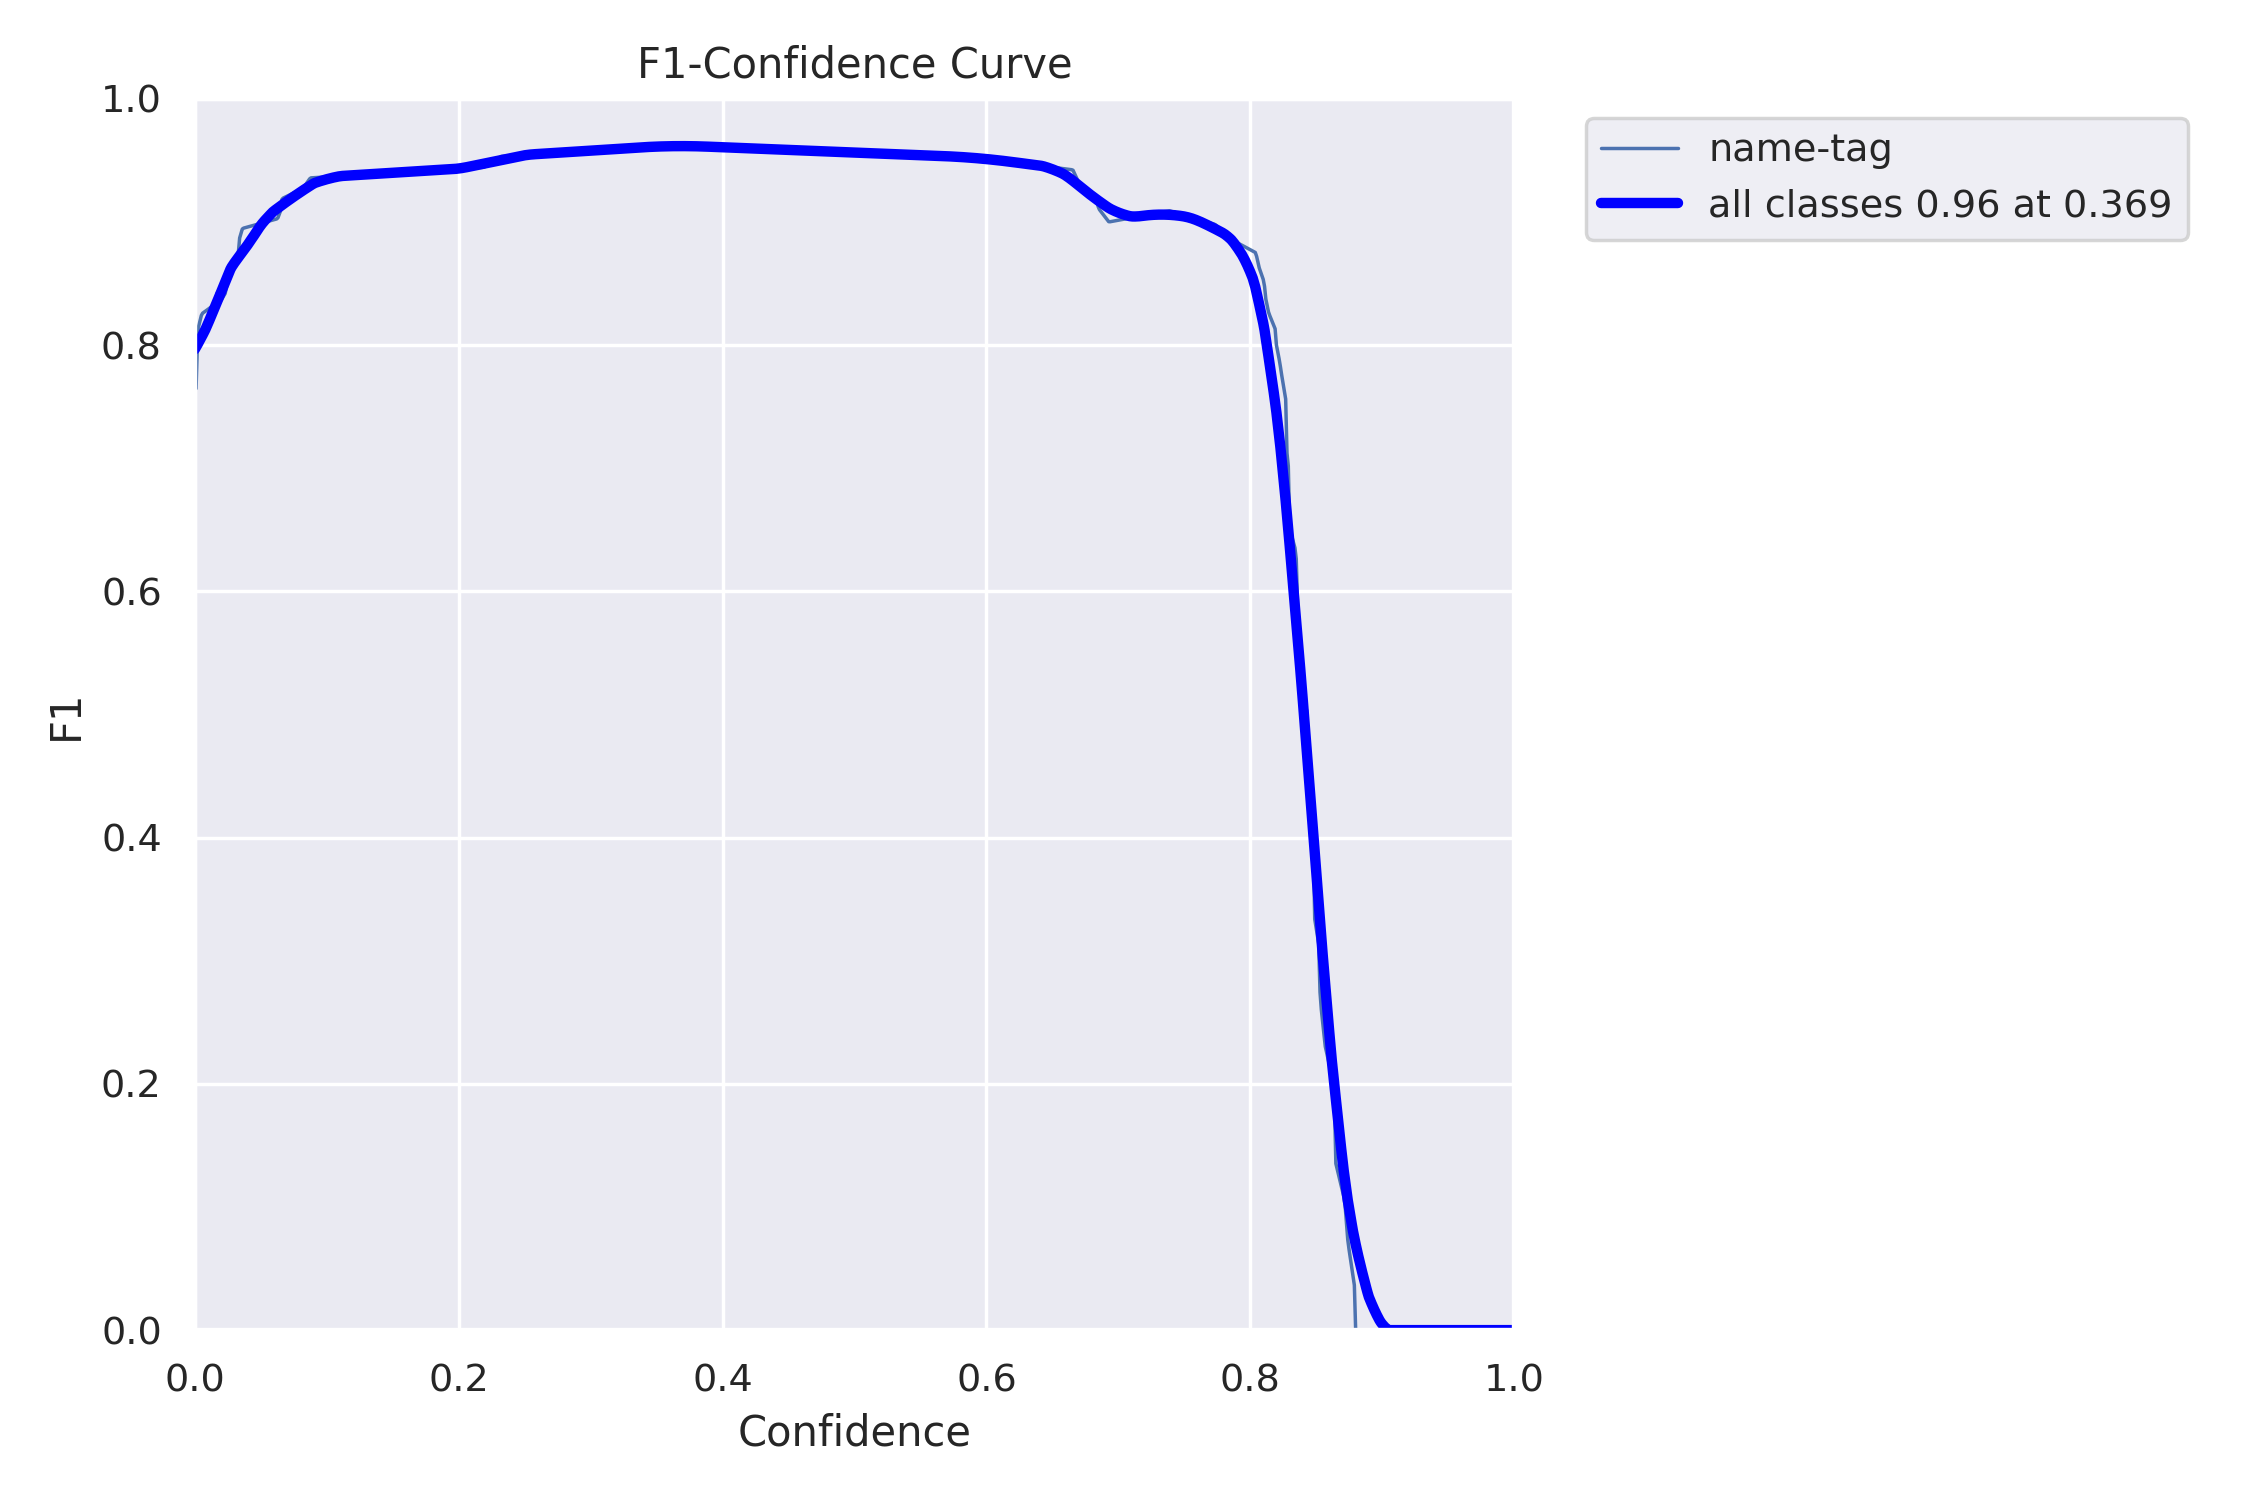 F1-Confidence Curve
1.0
0.8
0.6
0.4
0.2
0.0
F1
0.0 0.2 0.4 0.6 0.8 1.0
Confidence
name-tag
all classes 0.96 at 0.369